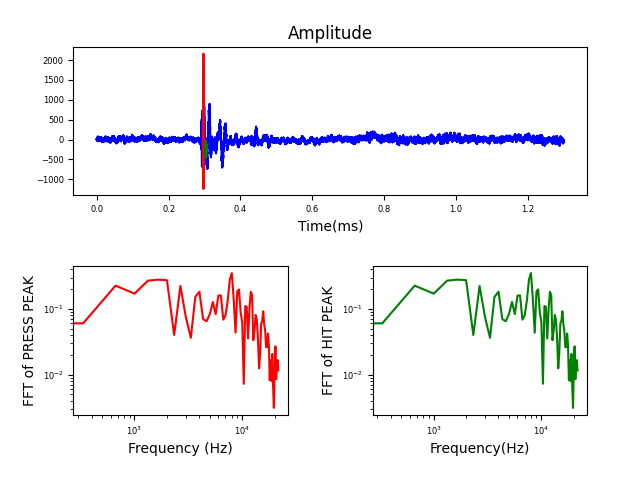 Amplitude
2000
1500
1000
500
0
−500
−1000
0.0 0.2 0.4 0.6 0.8 1.0 1.2
Time(ms)
FFT of PRESS PEAK
10⁻¹
10⁻²
10³ 10⁴
Frequency (Hz)
FFT of HIT PEAK
10⁻¹
10⁻²
10³ 10⁴
Frequency(Hz)